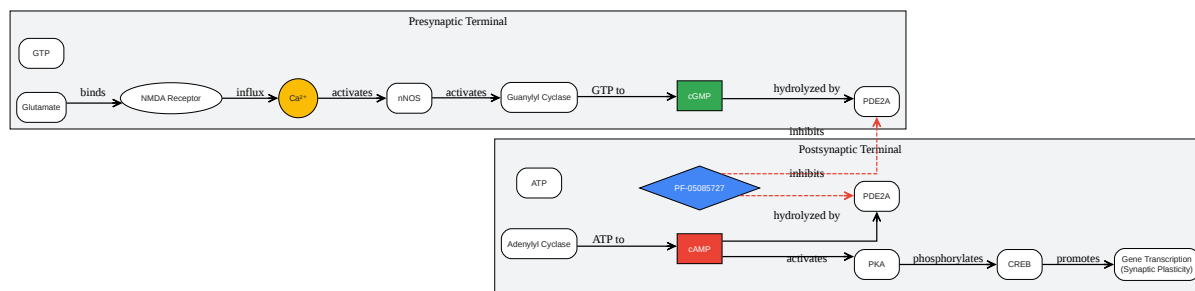 Presynaptic Terminal
GTP
Glutamate
binds
NMDA Receptor
influx
Ca²⁺
activates
nNOS
activates
Guanylyl Cyclase
GTP to
cGMP
hydrolyzed by
PDE2A
inhibits
Postsynaptic Terminal
ATP
PF-05085727
inhibits
PDE2A
hydrolyzed by
Adenylyl Cyclase
ATP to
cAMP
activates
PKA
phosphorylates
CREB
promotes
Gene Transcription
(Synaptic Plasticity)